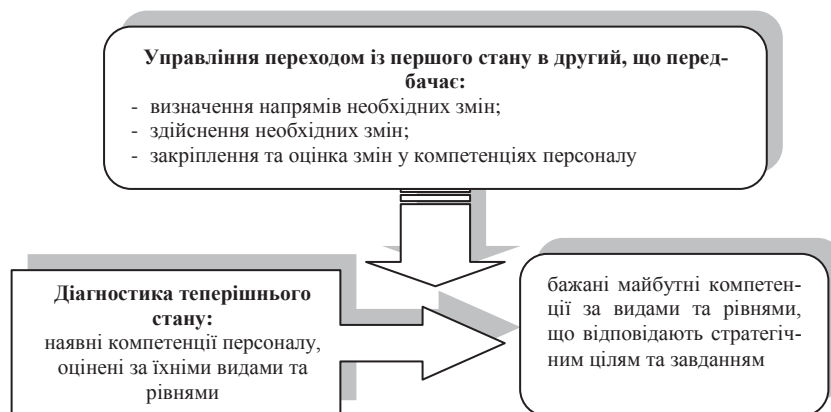 Управління переходом із першого стану в другий, що перед-
бачає:
- визначення напрямів необхідних змін;
- здійснення необхідних змін;
- закріплення та оцінка змін у компетенціях персоналу
Діагностика теперішнього
стану:
наявні компетенції персоналу,
оцінені за їхніми видами та
рівнями
бажані майбутні компетен-
ції за видами та рівнями,
що відповідають стратегіч-
ним цілям та завданням